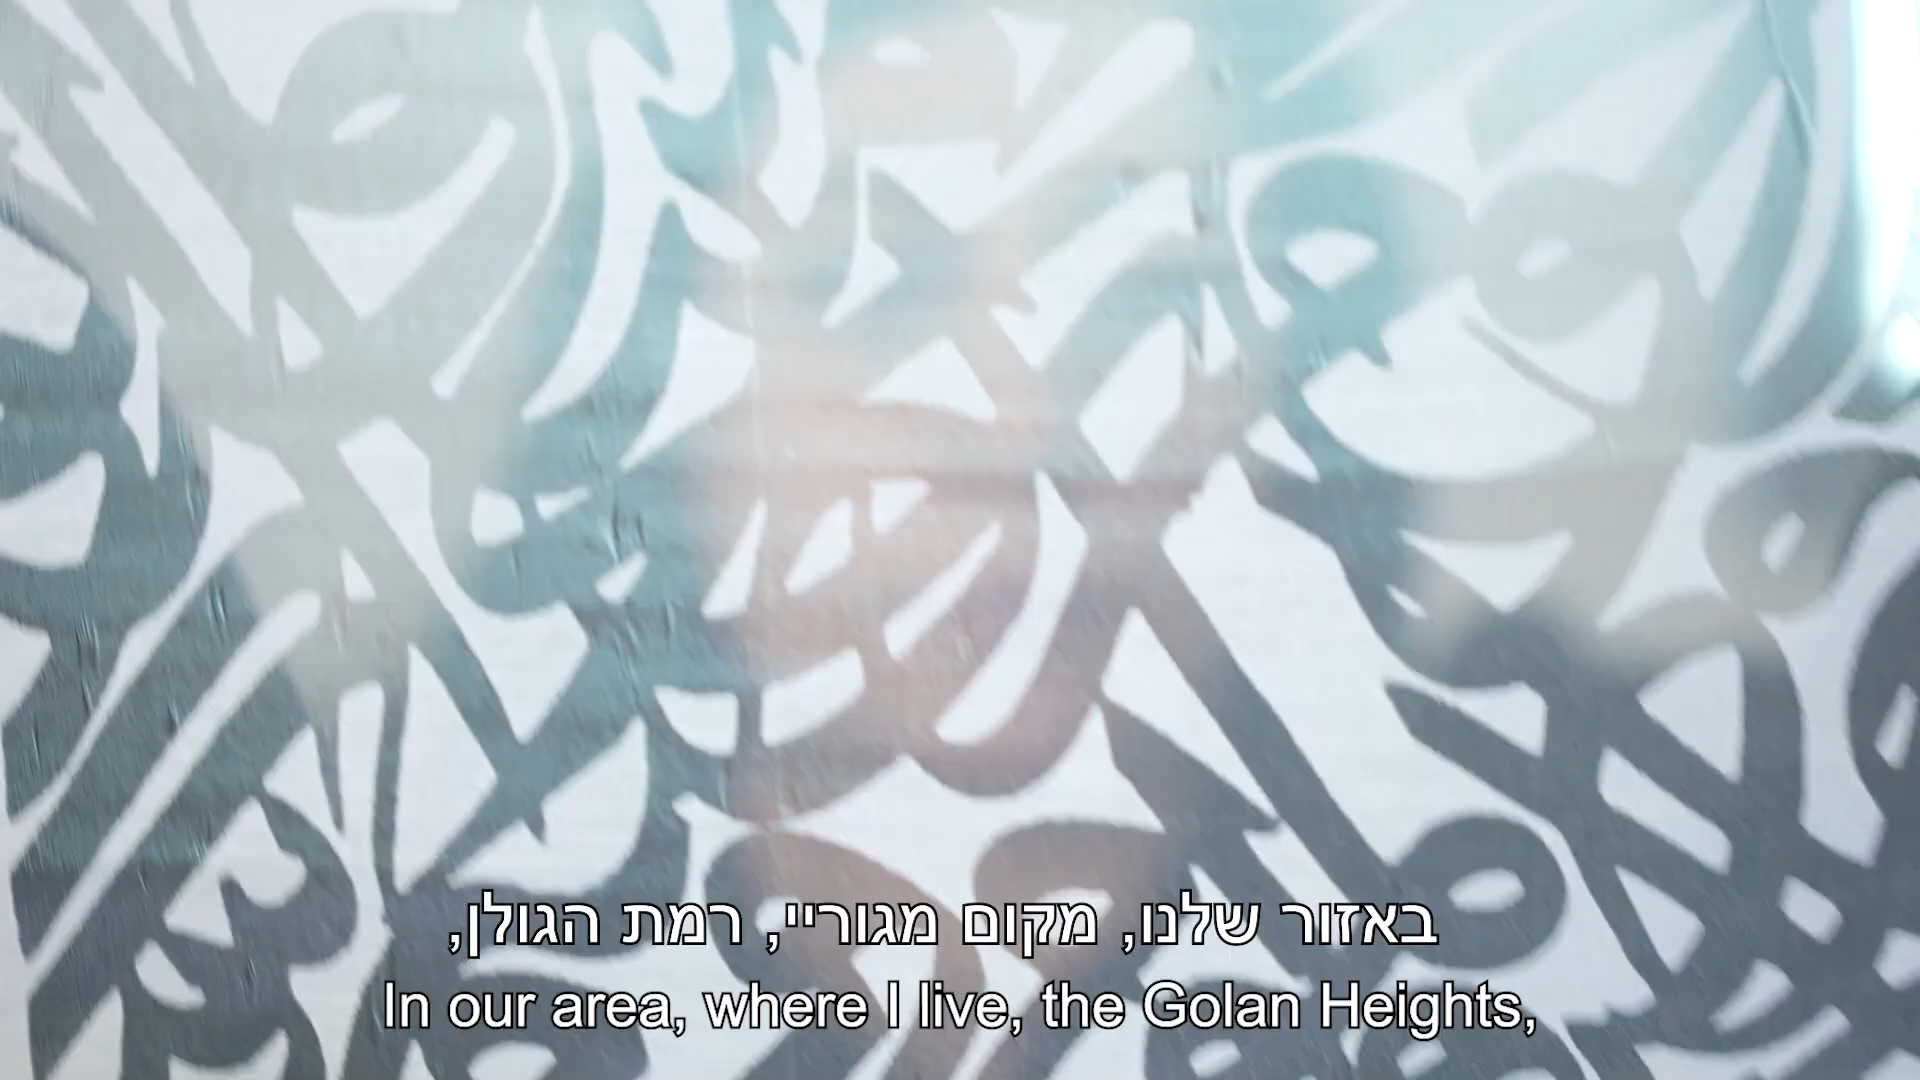 באזור שלנו, מקום מגוריי, רמת הגולן,
In our area, where I live, the Golan Heights,